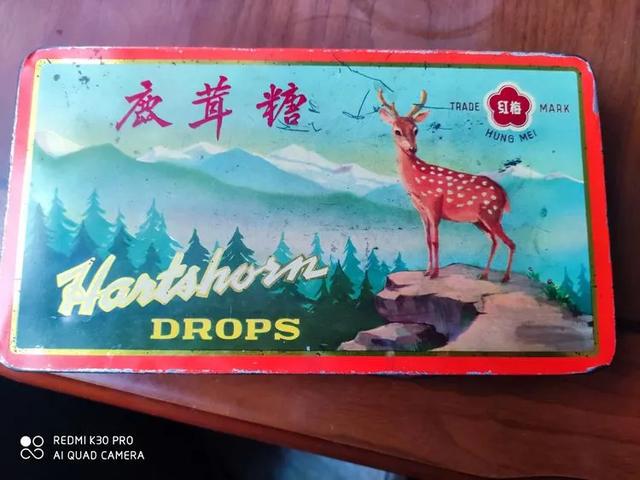 鹿茸糖
TRADE 红梅 MARK
HUNG MEI
Hartshorn
DROPS
REDMI K30 PRO
AI QUAD CAMERA